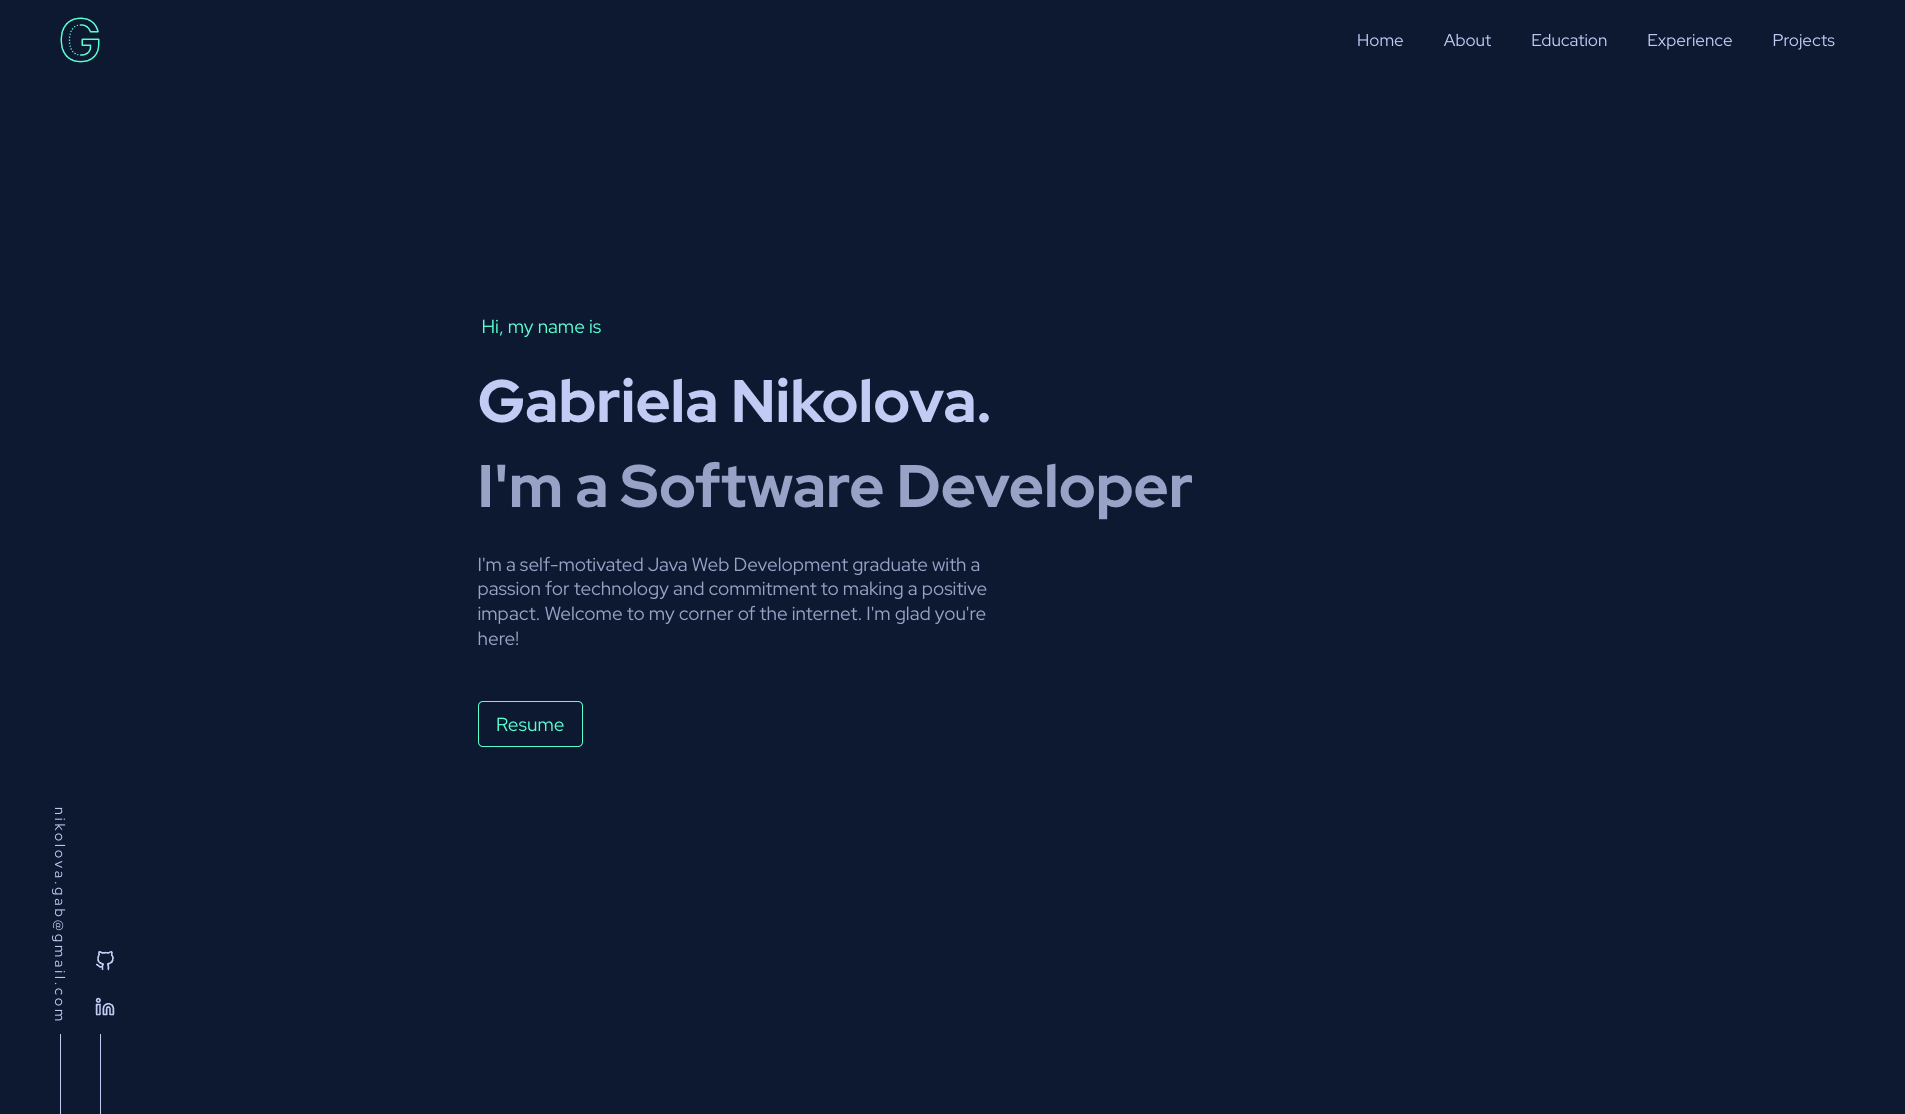 G
Home About Education Experience Projects
Hi, my name is
Gabriela Nikolova.
I'm a Software Developer
I'm a self-motivated Java Web Development graduate with a
passion for technology and commitment to making a positive
impact. Welcome to my corner of the internet. I'm glad you're
here!
Resume
nikolova.gab@gmail.com
in